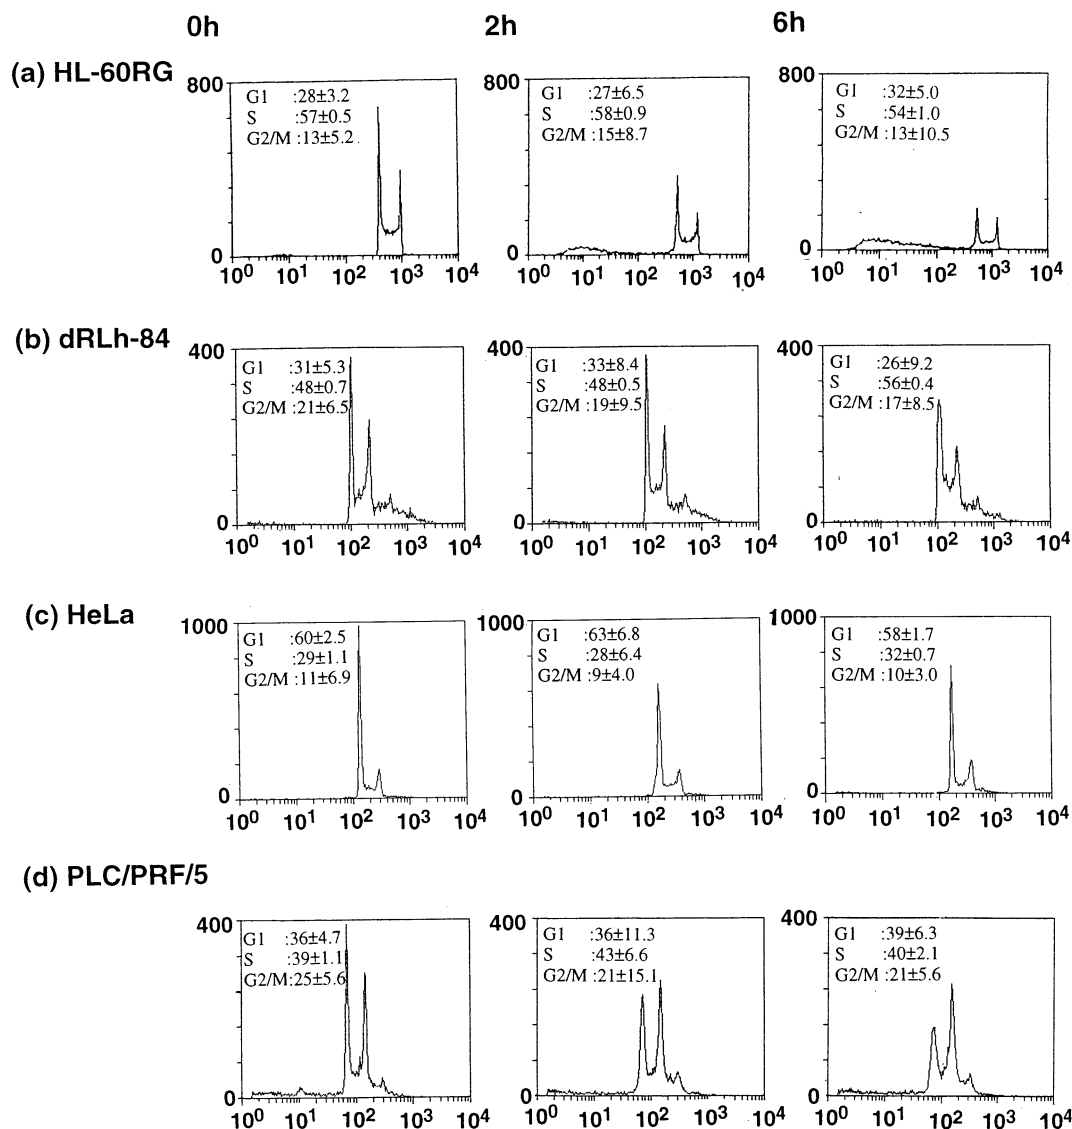 0h 2h 6h
(a) HL-60RG
800 800 800
G1 :28±3.2
S :57±0.5
G2/M :13±5.2
G1 :27±6.5
S :58±0.9
G2/M :15±8.7
G1 :32±5.0
S :54±1.0
G2/M :13±10.5
0 0 0
10⁰ 10¹ 10² 10³ 10⁴ 10⁰ 10¹ 10² 10³ 10⁴ 10⁰ 10¹ 10² 10³ 10⁴
(b) dRLh-84
400 400 400
G1 :31±5.3
S :48±0.7
G2/M :21±6.5
G1 :33±8.4
S :48±0.5
G2/M :19±9.5
G1 :26±9.2
S :56±0.4
G2/M :17±8.5
0 0 0
10⁰ 10¹ 10² 10³ 10⁴ 10⁰ 10¹ 10² 10³ 10⁴ 10⁰ 10¹ 10² 10³ 10⁴
(c) HeLa
1000 1000 1000
G1 :60±2.5
S :29±1.1
G2/M :11±6.9
G1 :63±6.8
S :28±6.4
G2/M :9±4.0
G1 :58±1.7
S :32±0.7
G2/M :10±3.0
0 0 0
10⁰ 10¹ 10² 10³ 10⁴ 10⁰ 10¹ 10² 10³ 10⁴ 10⁰ 10¹ 10² 10³ 10⁴
(d) PLC/PRF/5
400 400 400
G1 :36±4.7
S :39±1.1
G2/M:25±5.6
G1 :36±11.3
S :43±6.6
G2/M :21±15.1
G1 :39±6.3
S :40±2.1
G2/M :21±5.6
0 0 0
10⁰ 10¹ 10² 10³ 10⁴ 10⁰ 10¹ 10² 10³ 10⁴ 10⁰ 10¹ 10² 10³ 10⁴